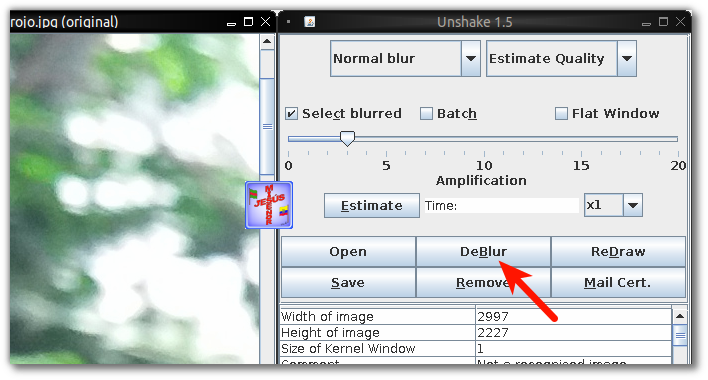 rojo.jpg (original)
Unshake 1.5
Normal blur
Estimate Quality
Select blurred
Batch
Flat Window
0 5 10 15 20
Amplification
Estimate
Time:
x1
Open
DeBlur
ReDraw
Save
Remove
Mail Cert.
Width of image 2997
Height of image 2227
Size of Kernel Window 1
Comment Not a recognised image
JESÚS